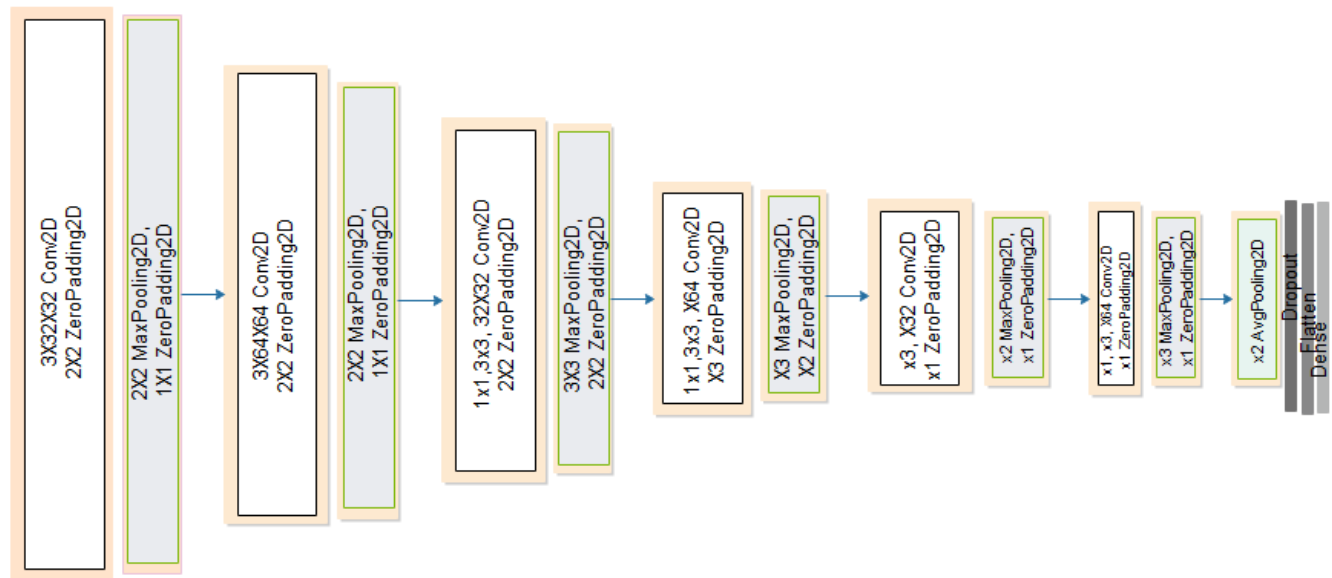 3X32X32 Conv2D
2X2 ZeroPadding2D
2X2 MaxPooling2D,
1X1 ZeroPadding2D
3X64X64 Conv2D
2X2 ZeroPadding2D
2X2 MaxPooling2D,
1X1 ZeroPadding2D
1x1,3x3, 32X32 Conv2D
2X2 ZeroPadding2D
3X3 MaxPooling2D,
2X2 ZeroPadding2D
1x1,3x3, X64 Conv2D
X3 ZeroPadding2D
X3 MaxPooling2D,
X2 ZeroPadding2D
x3, X32 Conv2D
x1 ZeroPadding2D
x2 MaxPooling2D,
x1 ZeroPadding2D
x1, x3, X64 Conv2D
x1 ZeroPadding2D
x3 MaxPooling2D,
x1 ZeroPadding2D
x2 AvgPooling2D
Dropout
Flatten
Dense